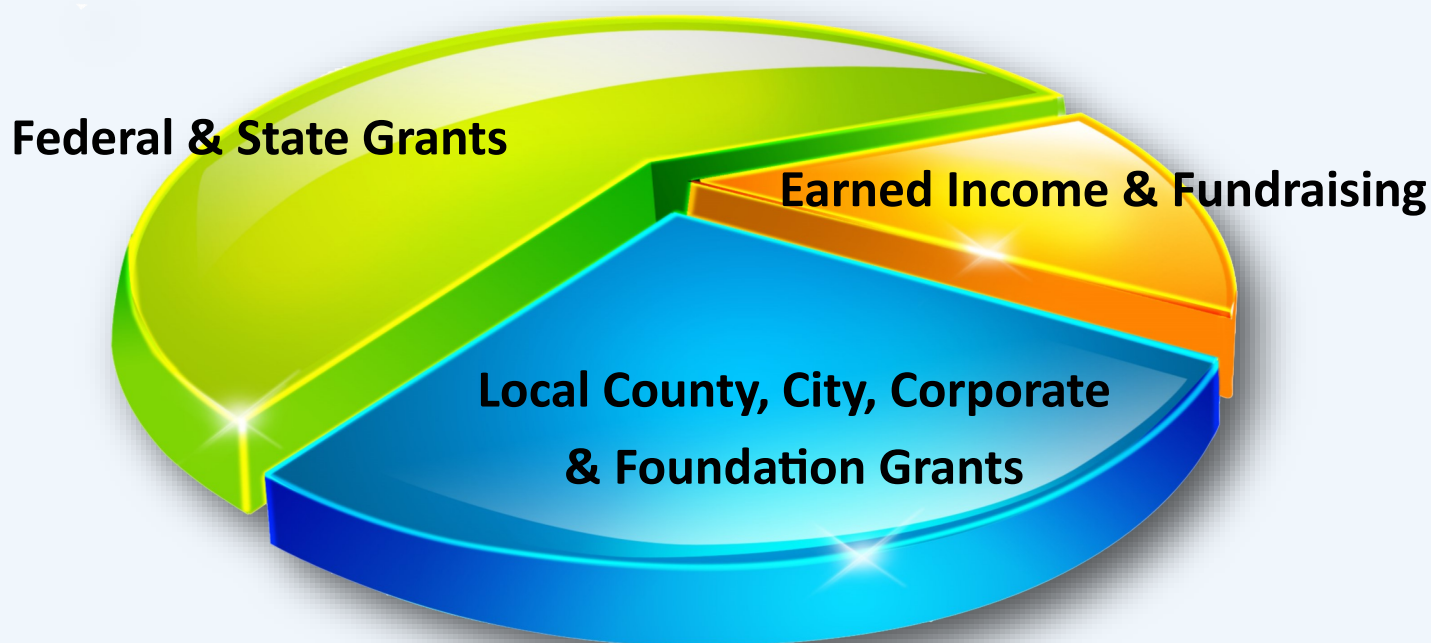 Federal & State Grants
Earned Income & Fundraising
Local County, City, Corporate
& Foundation Grants